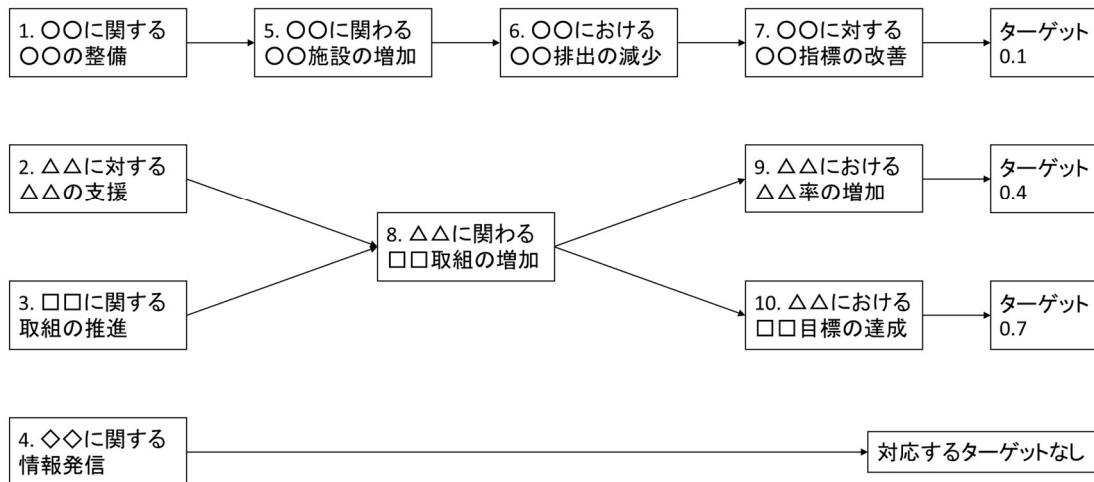 1. ○○に関する
○○の整備
5. ○○に関わる
○○施設の増加
6. ○○における
○○排出の減少
7. ○○に対する
○○指標の改善
ターゲット
0.1
2. △△に対する
△△の支援
9. △△における
△△率の増加
ターゲット
0.4
8. △△に関わる
□□取組の増加
3. □□に関する
取組の推進
10. △△における
□□目標の達成
ターゲット
0.7
4. ◇◇に関する
情報発信
対応するターゲットなし